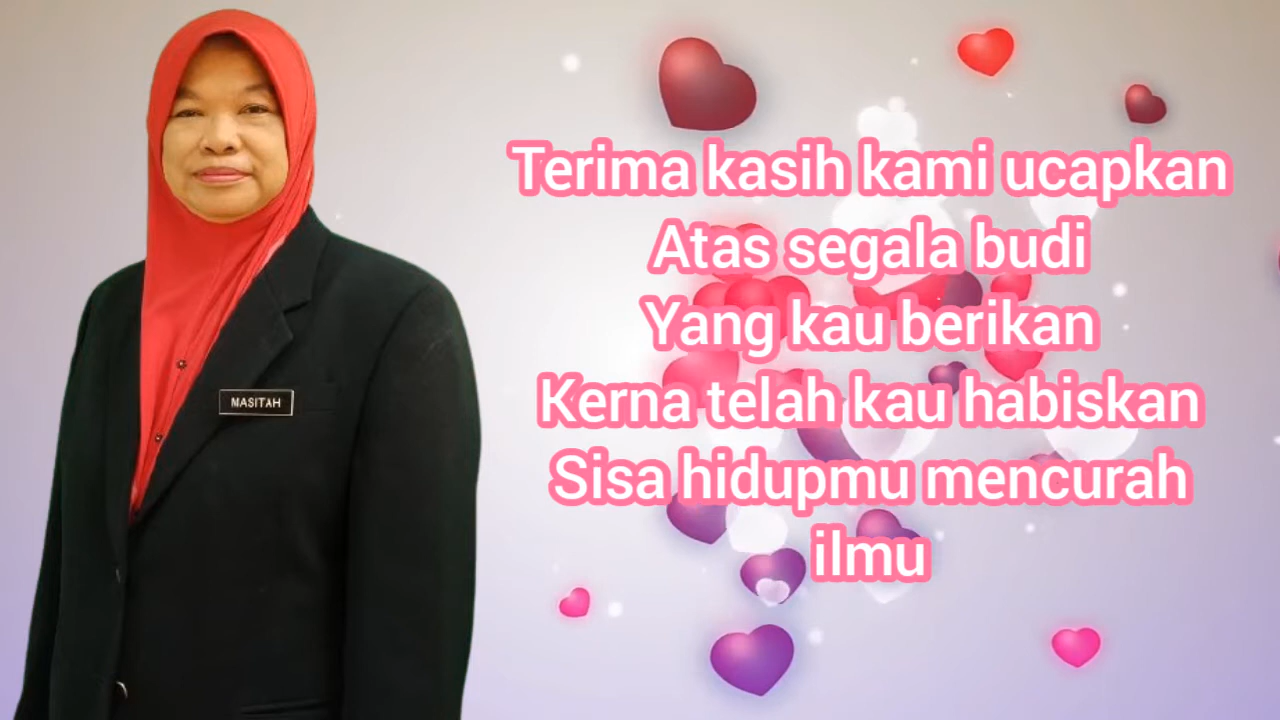 MASITAH
Terima kasih kami ucapkan
Atas segala budi
Yang kau berikan
Kerna telah kau habiskan
Sisa hidupmu mencurah
ilmu